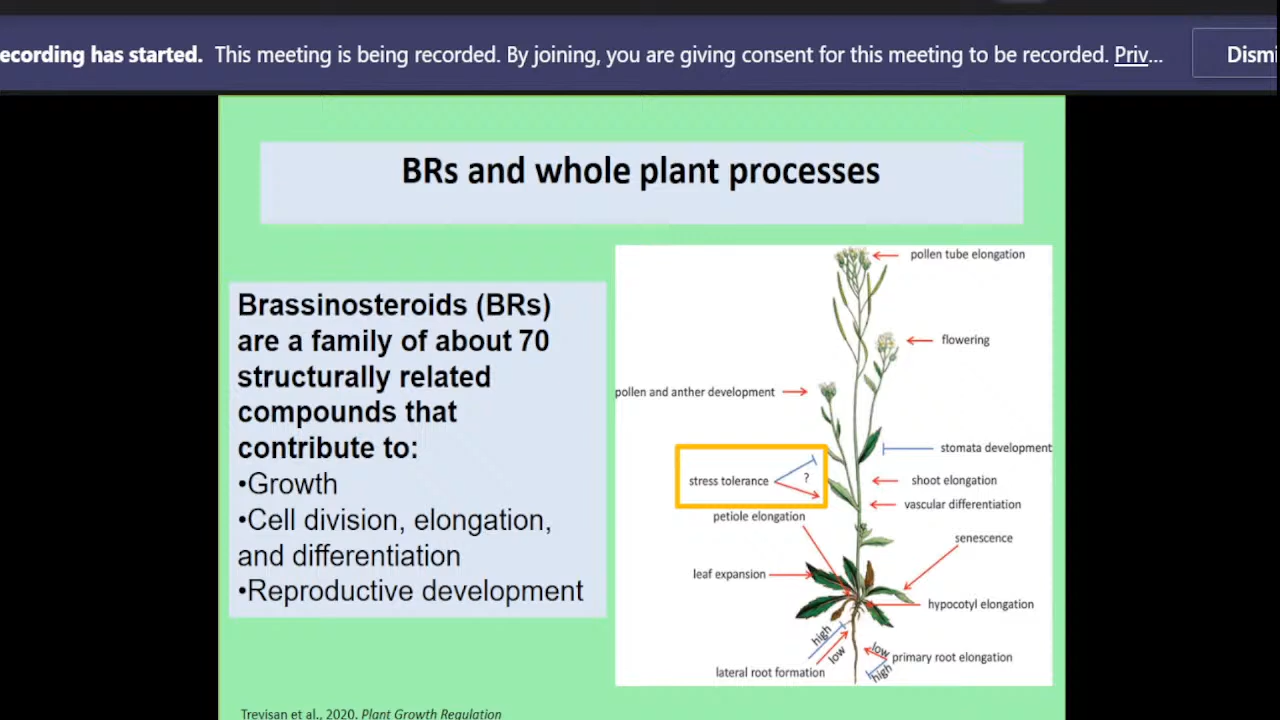 ecording has started. This meeting is being recorded. By joining, you are giving consent for this meeting to be recorded. Priv...
Dismi
BRs and whole plant processes
Brassinosteroids (BRs)
are a family of about 70
structurally related
compounds that
contribute to:
•Growth
•Cell division, elongation,
and differentiation
•Reproductive development
pollen tube elongation
flowering
pollen and anther development
stomata development
stress tolerance
?
shoot elongation
vascular differentiation
petiole elongation
senescence
leaf expansion
hypocotyl elongation
high
low
lateral root formation
low
high
primary root elongation
Trevisan et al., 2020. Plant Growth Regulation